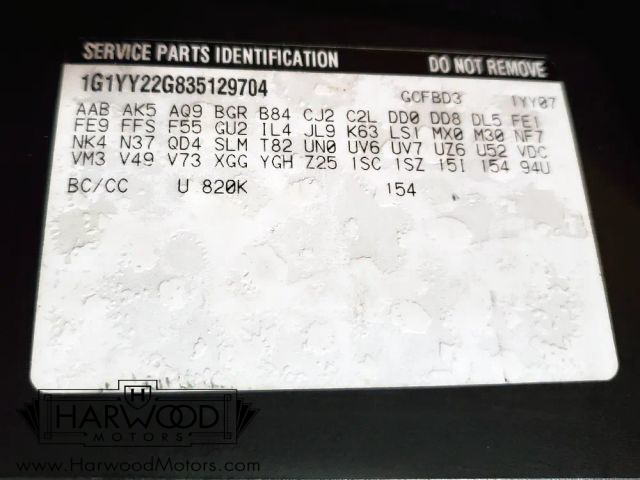 SERVICE PARTS IDENTIFICATION DO NOT REMOVE
1G1YY22G835129704 GCFBD3 1YY07
AAB AK5 AQ9 BGR B84 CJ2 C2L DD0 DD8 DL5 FE1
FE9 FFS F55 GU2 IL4 JL9 K63 LS1 MX0 M30 NF7
NK4 N37 QD4 SLM T82 UN0 UV6 UV7 UZ6 U52 VDC
VM3 V49 V73 XGG YGH Z25 1SC 1SZ 15I 154 94U
BC/CC U 820K 154
H
HARWOOD
MOTORS
www.HarwoodMotors.com